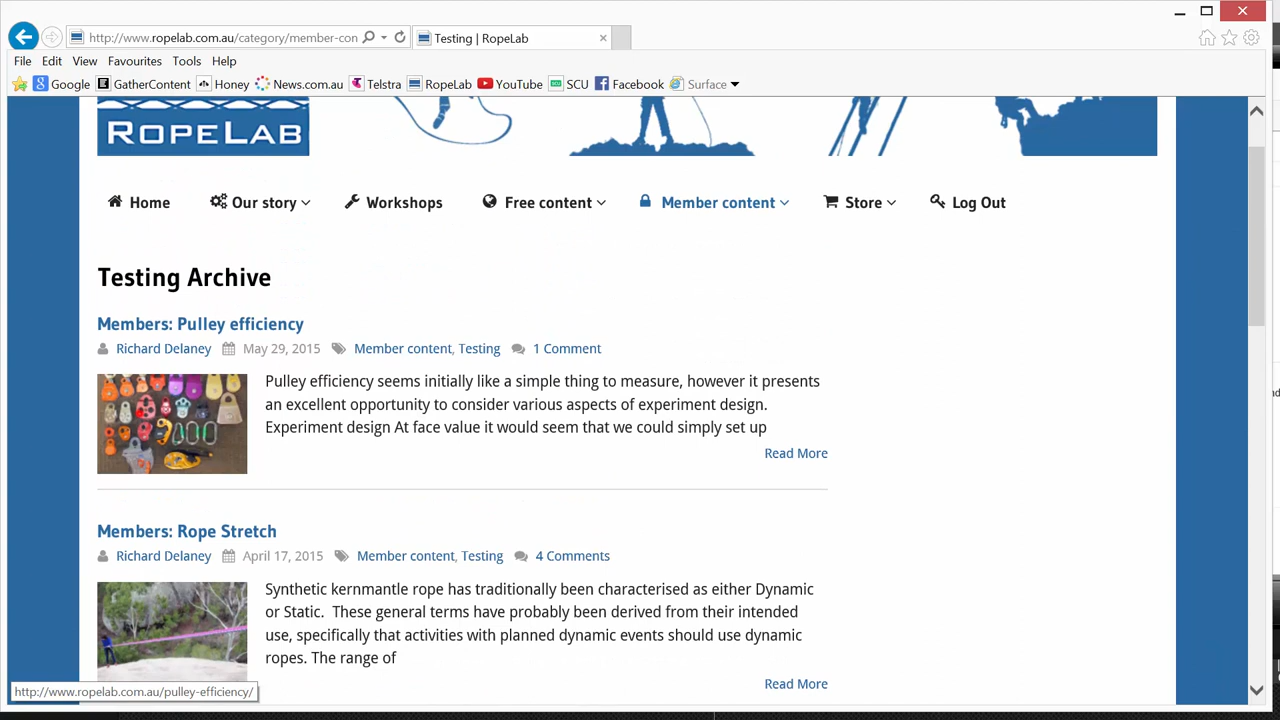 http://www.ropelab.com.au/category/member-con
Testing | RopeLab
File Edit View Favourites Tools Help
Google GatherContent Honey News.com.au Telstra RopeLab YouTube SCU Facebook Surface
ROPELAB
Home Our story Workshops Free content Member content Store Log Out
Testing Archive
Members: Pulley efficiency
Richard Delaney May 29, 2015 Member content, Testing 1 Comment
Pulley efficiency seems initially like a simple thing to measure, however it presents
an excellent opportunity to consider various aspects of experiment design.
Experiment design At face value it would seem that we could simply set up
Read More
Members: Rope Stretch
Richard Delaney April 17, 2015 Member content, Testing 4 Comments
Synthetic kernmantle rope has traditionally been characterised as either Dynamic
or Static. These general terms have probably been derived from their intended
use, specifically that activities with planned dynamic events should use dynamic
ropes. The range of
Read More
http://www.ropelab.com.au/pulley-efficiency/